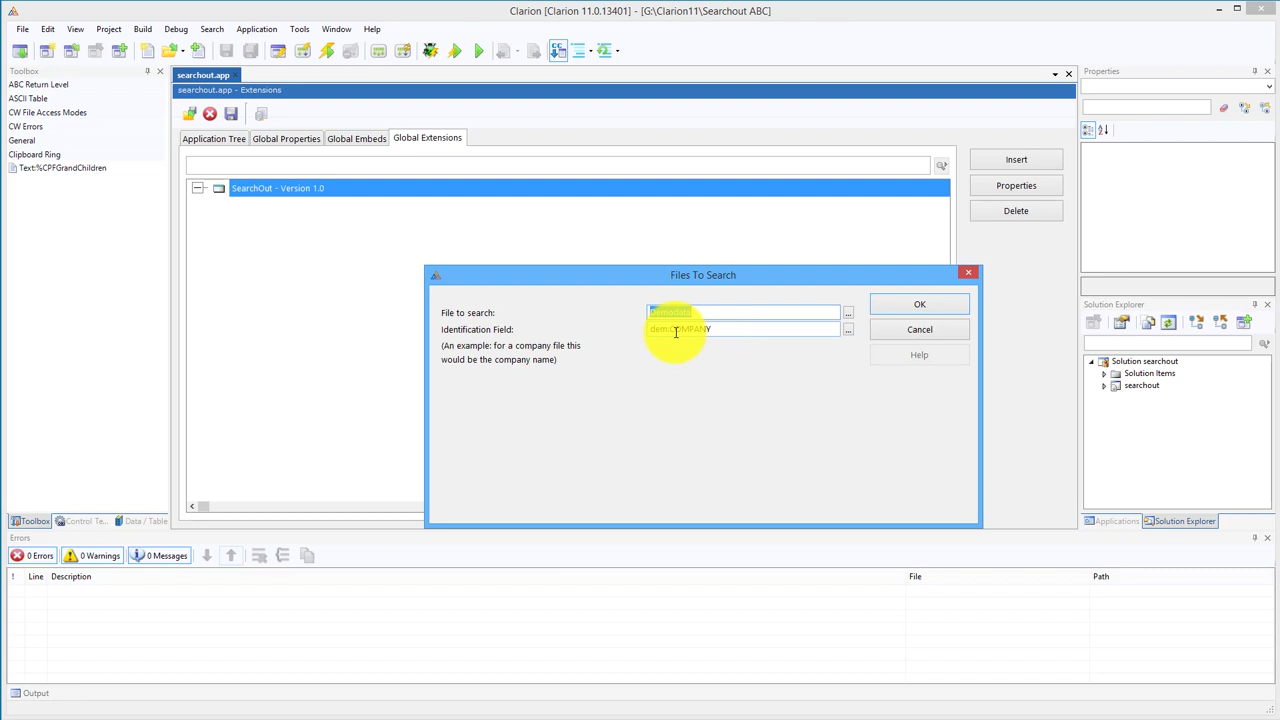 Clarion [Clarion 11.0.13401] - [G:\Clarion11\Searchout ABC]
File Edit View Project Build Debug Search Application Tools Window Help
Toolbox
ABC Return Level
ASCII Table
CW File Access Modes
CW Errors
General
Clipboard Ring
Text:%CPFGrandChildren
Toolbox Control Te... Data / Table
searchout.app
searchout.app - Extensions
Application Tree Global Properties Global Embeds Global Extensions
SearchOut - Version 1.0
Insert
Properties
Delete
Files To Search
File to search: Demodata ...
Identification Field: dem:COMPANY ...
(An example: for a company file this
would be the company name)
OK
Cancel
Help
Properties
Solution Explorer
Solution searchout
Solution Items
searchout
Applications Solution Explorer
Errors
0 Errors 0 Warnings 0 Messages
! Line Description File Path
Output